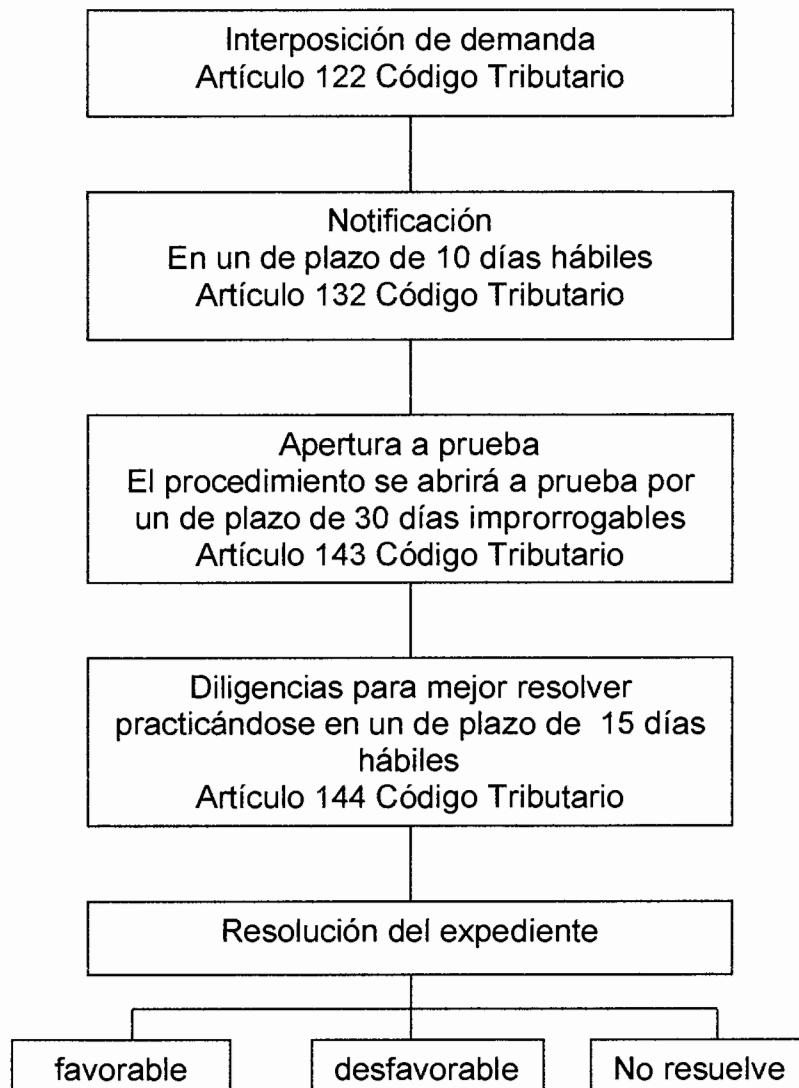 Interposición de demanda
Artículo 122 Código Tributario
Notificación
En un de plazo de 10 días hábiles
Artículo 132 Código Tributario
Apertura a prueba
El procedimiento se abrirá a prueba por
un de plazo de 30 días improrrogables
Artículo 143 Código Tributario
Diligencias para mejor resolver
practicándose en un de plazo de 15 días
hábiles
Artículo 144 Código Tributario
Resolución del expediente
favorable
desfavorable
No resuelve